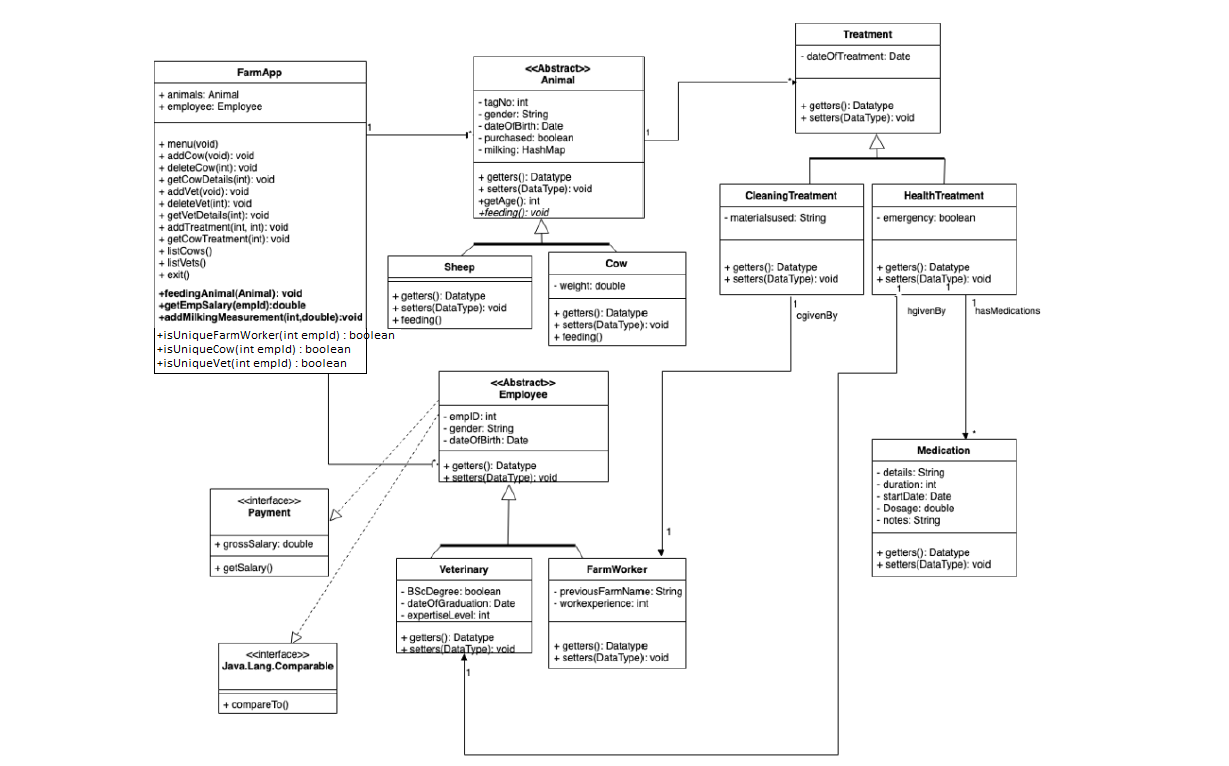 FarmApp
+ animals: Animal
+ employee: Employee
+ menu(void)
+ addCow(void): void
+ deleteCow(int): void
+ getCowDetails(int): void
+ addVet(void): void
+ deleteVet(int): void
+ getVetDetails(int): void
+ addTreatment(int, int): void
+ getCowTreatment(int): void
+ listCows()
+ listVets()
+ exit()
+feedingAnimal(Animal): void
+getEmpSalary(empId):double
+addMilkingMeasurement(int,double):void
+isUniqueFarmWorker(int empId) : boolean
+isUniqueCow(int empId) : boolean
+isUniqueVet(int empId) : boolean
1
*
<<Abstract>>
Animal
- tagNo: int
- gender: String
- dateOfBirth: Date
- purchased: boolean
- milking: HashMap
+ getters(): Datatype
+ setters(DataType): void
+getAge(): int
+feeding(): void
1
*
Treatment
- dateOfTreatment: Date
+ getters(): Datatype
+ setters(DataType): void
CleaningTreatment
- materialsused: String
+ getters(): Datatype
+ setters(DataType): void
HealthTreatment
- emergency: boolean
+ getters(): Datatype
+ setters(DataType): void
1
cgivenBy
1
hgivenBy
1
hasMedications
Sheep
+ getters(): Datatype
+ setters(DataType): void
+ feeding()
Cow
- weight: double
+ getters(): Datatype
+ setters(DataType): void
+ feeding()
<<Abstract>>
Employee
- empID: int
- gender: String
- dateOfBirth: Date
+ getters(): Datatype
+ setters(DataType): void
*
*
Medication
- details: String
- duration: int
- startDate: Date
- Dosage: double
- notes: String
+ getters(): Datatype
+ setters(DataType): void
<<interface>>
Payment
+ grossSalary: double
+ getSalary()
1
Veterinary
- BScDegree: boolean
- dateOfGraduation: Date
- expertiseLevel: int
+ getters(): Datatype
+ setters(DataType): void
FarmWorker
- previousFarmName: String
- workexperience: int
+ getters(): Datatype
+ setters(DataType): void
1
<<interface>>
Java.Lang.Comparable
+ compareTo()